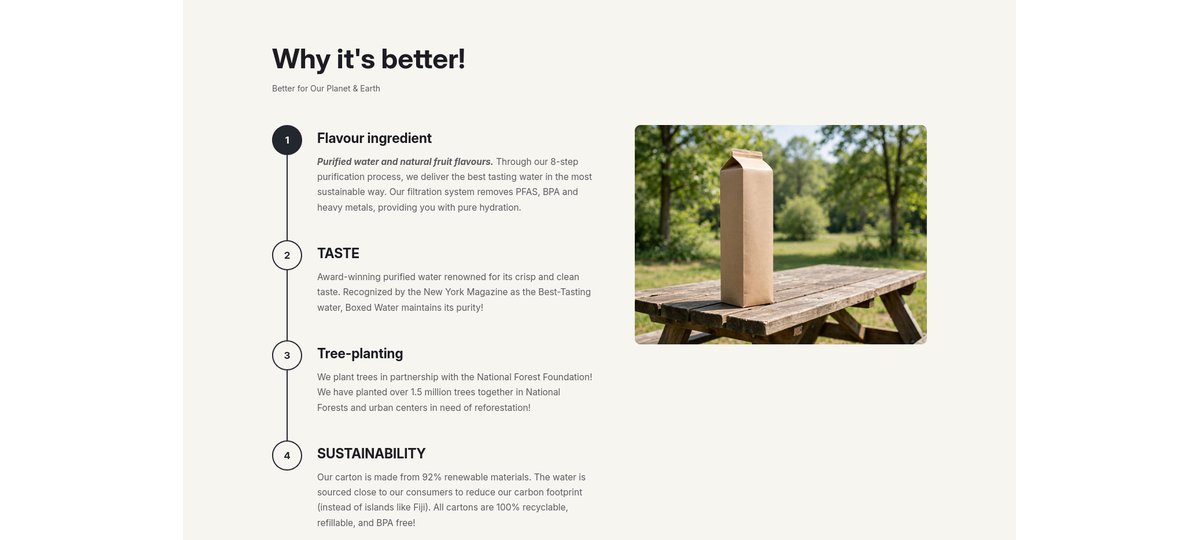 Why it's better!
Better for Our Planet & Earth
1
Flavour ingredient
Purified water and natural fruit flavours. Through our 8-step
purification process, we deliver the best tasting water in the most
sustainable way. Our filtration system removes PFAS, BPA and
heavy metals, providing you with pure hydration.
2
TASTE
Award-winning purified water renowned for its crisp and clean
taste. Recognized by the New York Magazine as the Best-Tasting
water, Boxed Water maintains its purity!
3
Tree-planting
We plant trees in partnership with the National Forest Foundation!
We have planted over 1.5 million trees together in National
Forests and urban centers in need of reforestation!
4
SUSTAINABILITY
Our carton is made from 92% renewable materials. The water is
sourced close to our consumers to reduce our carbon footprint
(instead of islands like Fiji). All cartons are 100% recyclable,
refillable, and BPA free!